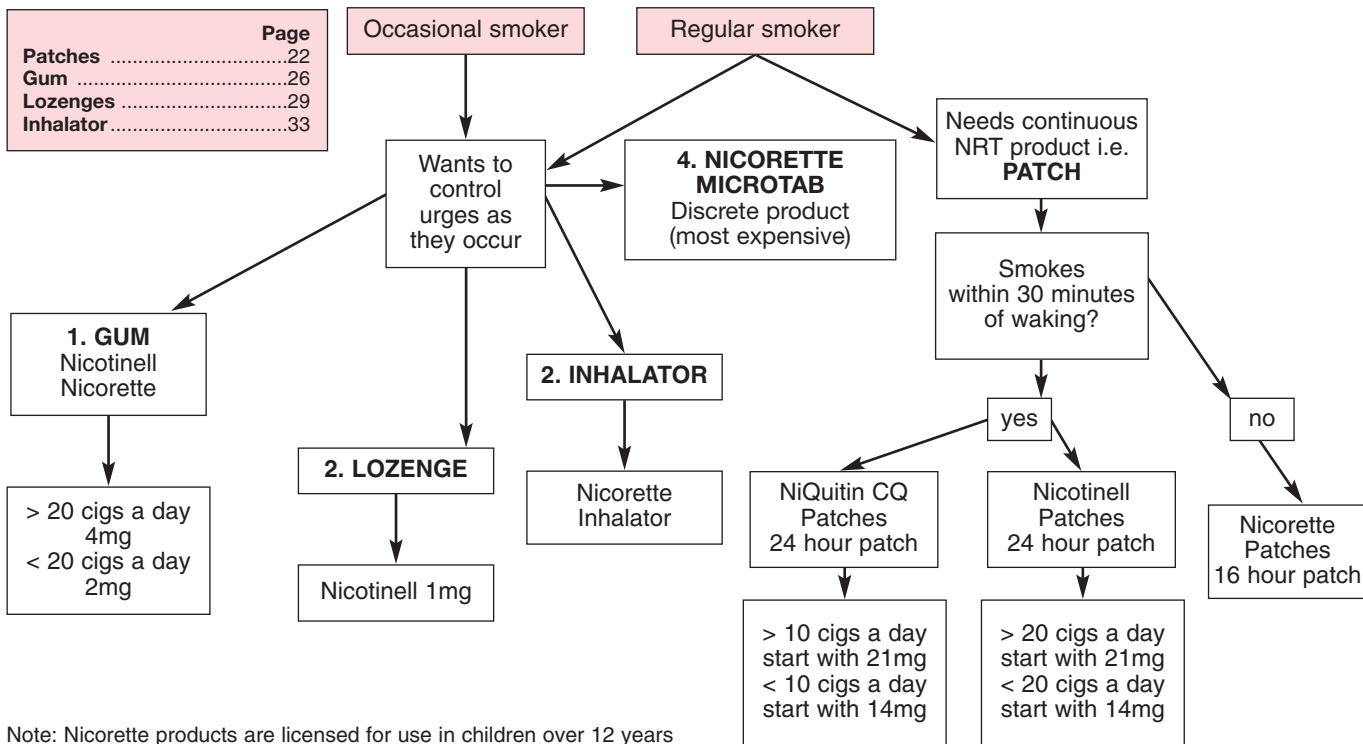 Page
Patches ................................22
Gum ......................................26
Lozenges ..............................29
Inhalator ................................33
Occasional smoker
Regular smoker
Wants to
control
urges as
they occur
4. NICORETTE
MICROTAB
Discrete product
(most expensive)
Needs continuous
NRT product i.e.
PATCH
Smokes
within 30 minutes
of waking?
1. GUM
Nicotinell
Nicorette
2. INHALATOR
yes
no
2. LOZENGE
> 20 cigs a day
4mg
< 20 cigs a day
2mg
Nicotinell 1mg
Nicorette
Inhalator
NiQuitin CQ
Patches
24 hour patch
Nicotinell
Patches
24 hour patch
Nicorette
Patches
16 hour patch
> 10 cigs a day
start with 21mg
< 10 cigs a day
start with 14mg
> 20 cigs a day
start with 21mg
< 20 cigs a day
start with 14mg
Note: Nicorette products are licensed for use in children over 12 years